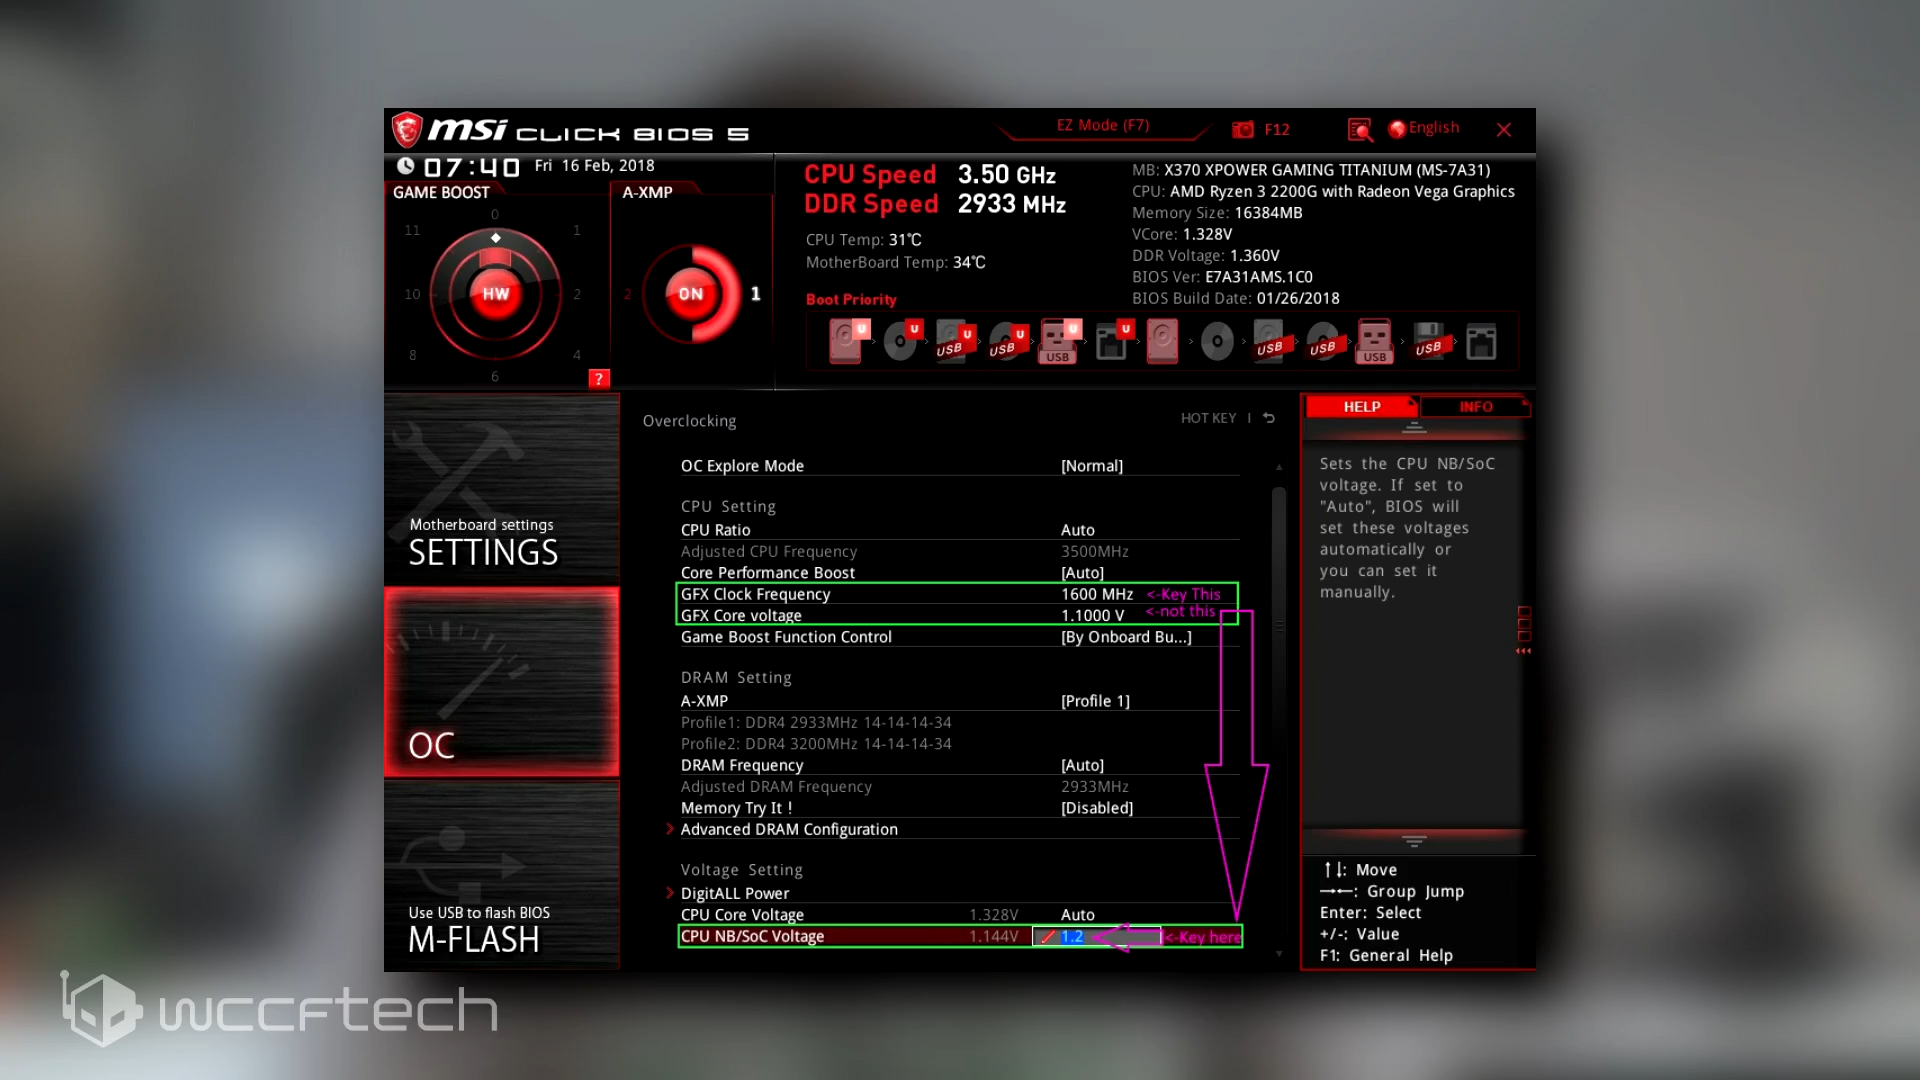 msi CLICK BIOS 5
EZ Mode (F7)
F12
English
07:40 Fri 16 Feb, 2018
GAME BOOST
0
11 1
HW
10 2
8 4
6
?
A-XMP
2 ON 1
CPU Speed 3.50 GHz
DDR Speed 2933 MHz
CPU Temp: 31°C
MotherBoard Temp: 34°C
MB: X370 XPOWER GAMING TITANIUM (MS-7A31)
CPU: AMD Ryzen 3 2200G with Radeon Vega Graphics
Memory Size: 16384MB
VCore: 1.328V
DDR Voltage: 1.360V
BIOS Ver: E7A31AMS.1C0
BIOS Build Date: 01/26/2018
Boot Priority
U U U U U U
USB USB USB USB USB USB USB
Motherboard settings
SETTINGS
OC
Use USB to flash BIOS
M-FLASH
Overclocking
HOT KEY |
OC Explore Mode [Normal]
CPU Setting
CPU Ratio Auto
Adjusted CPU Frequency 3500MHz
Core Performance Boost [Auto]
GFX Clock Frequency 1600 MHz <-Key This
GFX Core voltage 1.1000 V <-not this
Game Boost Function Control [By Onboard Bu...]
DRAM Setting
A-XMP [Profile 1]
Profile1: DDR4 2933MHz 14-14-14-34
Profile2: DDR4 3200MHz 14-14-14-34
DRAM Frequency [Auto]
Adjusted DRAM Frequency 2933MHz
Memory Try It ! [Disabled]
> Advanced DRAM Configuration
Voltage Setting
> DigitALL Power
CPU Core Voltage 1.328V Auto
CPU NB/SoC Voltage 1.144V 1.2 <-Key here
HELP
INFO
Sets the CPU NB/SoC
voltage. If set to
"Auto", BIOS will
set these voltages
automatically or
you can set it
manually.
↑↓: Move
→←: Group Jump
Enter: Select
+/-: Value
F1: General Help
wccftech